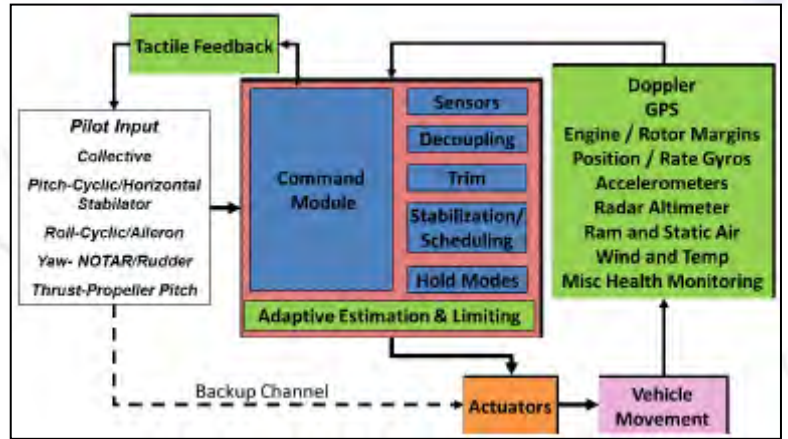 Tactile Feedback
Pilot Input
Collective
Pitch-Cyclic/Horizontal
Stabilator
Roll-Cyclic/Aileron
Yaw- NOTAR/Rudder
Thrust-Propeller Pitch
Command
Module
Sensors
Decoupling
Trim
Stabilization/
Scheduling
Hold Modes
Adaptive Estimation & Limiting
Doppler
GPS
Engine / Rotor Margins
Position / Rate Gyros
Accelerometers
Radar Altimeter
Ram and Static Air
Wind and Temp
Misc Health Monitoring
Backup Channel
Actuators
Vehicle
Movement